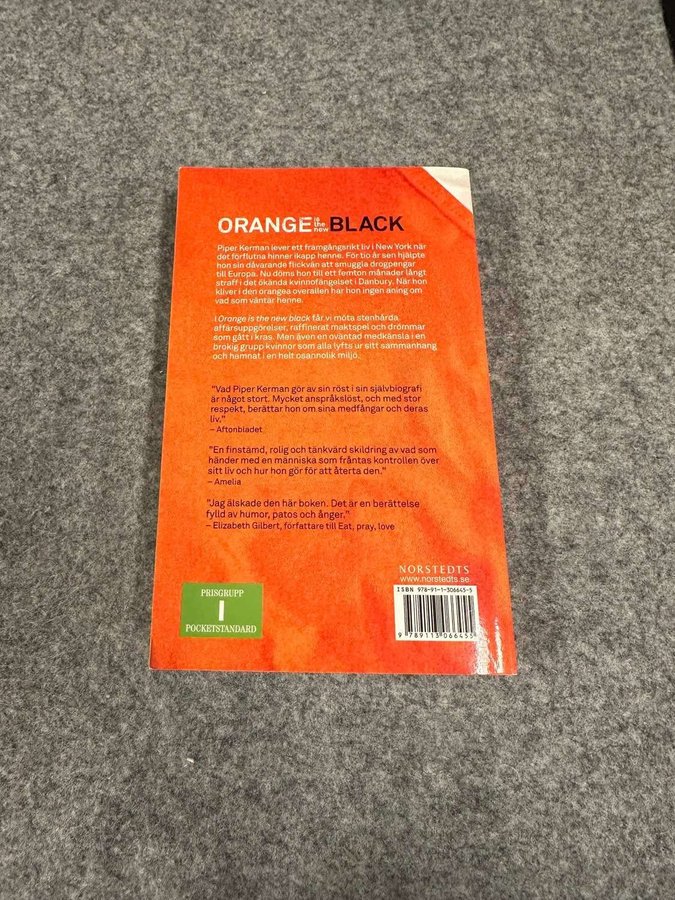 ORANGE is the new BLACK
Piper Kerman lever ett framgångsrikt liv i New York när
det förflutna hinner ikapp henne. För tio år sen hjälpte
hon sin dåvarande flickvän att smuggla drogpengar
till Europa. Nu döms hon till ett femton månader långt
straff i det ökända kvinnofängelset i Danbury. När hon
kliver i den orangea overallen har hon ingen aning om
vad som väntar henne.
I Orange is the new black får vi möta stenhårda
affärsuppgörelser, raffinerat maktspel och drömmar
som gått i kras. Men även en oväntad medkänsla i en
brokig grupp kvinnor som alla lyfts ur sitt sammanhang
och hamnat i en helt osannolik miljö.
"Vad Piper Kerman gör av sin röst i sin självbiografi
är något stort. Mycket anspråkslöst, och med stor
respekt, berättar hon om sina medfångar och deras
liv."
– Aftonbladet
"En finstämd, rolig och tänkvärd skildring av vad som
händer med en människa som fråntas kontrollen över
sitt liv och hur hon gör för att återta den."
– Amelia
"Jag älskade den här boken. Det är en berättelse
fylld av humor, patos och ånger."
– Elizabeth Gilbert, författare till Eat, pray, love
NORSTEDTS
www.norstedts.se
ISBN 978-91-1-306645-5
9 789113 066455
PRISGRUPP
I
POCKETSTANDARD